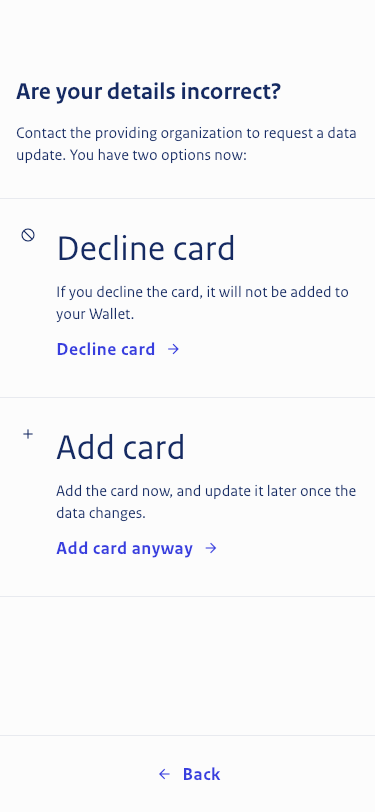 Are your details incorrect?
Contact the providing organization to request a data
update. You have two options now:
Decline card
If you decline the card, it will not be added to
your Wallet.
Decline card
Add card
Add the card now, and update it later once the
data changes.
Add card anyway
Back